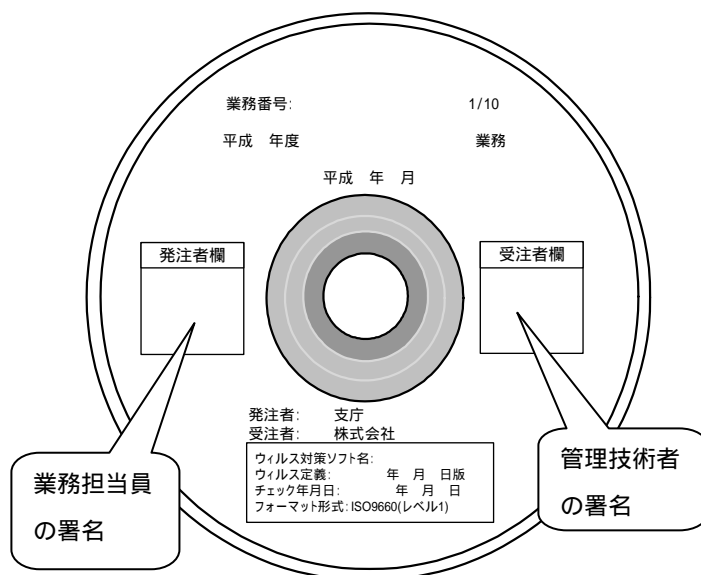 業務番号: 1/10
平成 年度 業務
平成 年 月
発注者欄 受注者欄
発注者: 支庁
受注者: 株式会社
ウィルス対策ソフト名:
ウィルス定義: 年 月 日版
チェック年月日: 年 月 日
フォーマット形式: ISO9660(レベル1)
業務担当員
の署名
管理技術者
の署名